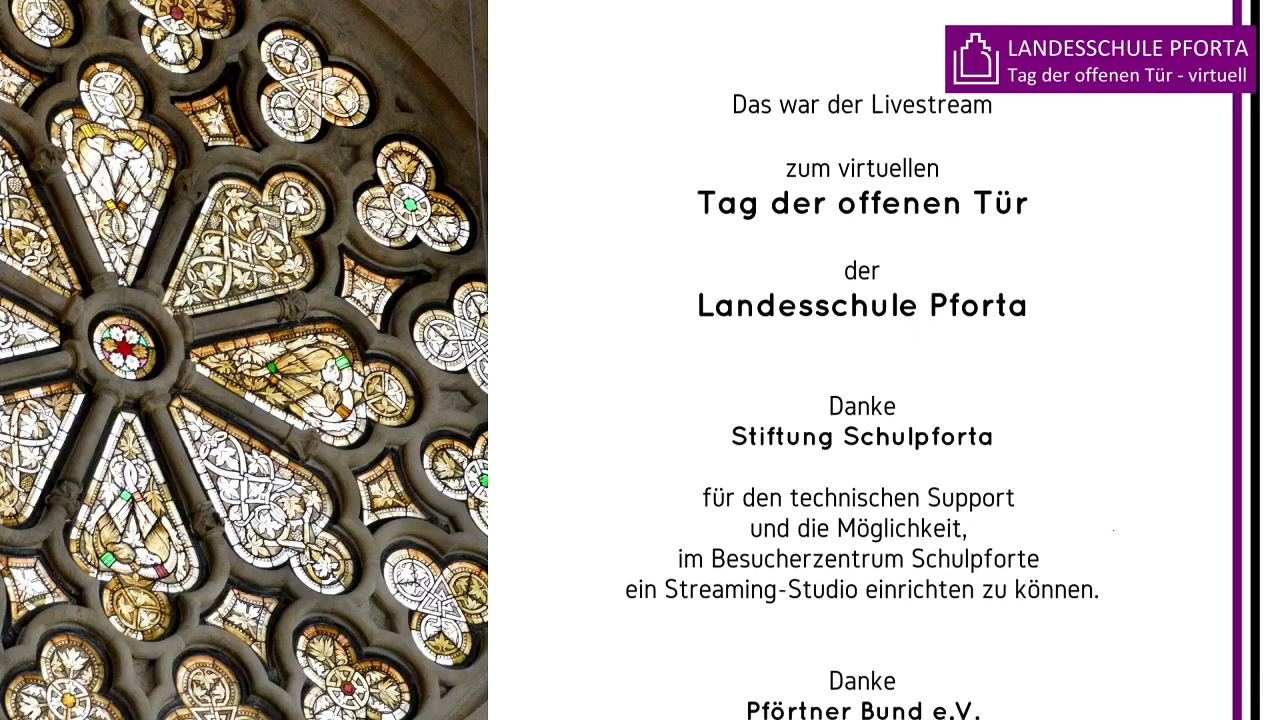 LANDESSCHULE PFORTA
Tag der offenen Tür - virtuell
Das war der Livestream
zum virtuellen
Tag der offenen Tür
der
Landesschule Pforta
Danke
Stiftung Schulpforta
für den technischen Support
und die Möglichkeit,
im Besucherzentrum Schulpforte
ein Streaming-Studio einrichten zu können.
Danke
Pförtner Bund e.V.